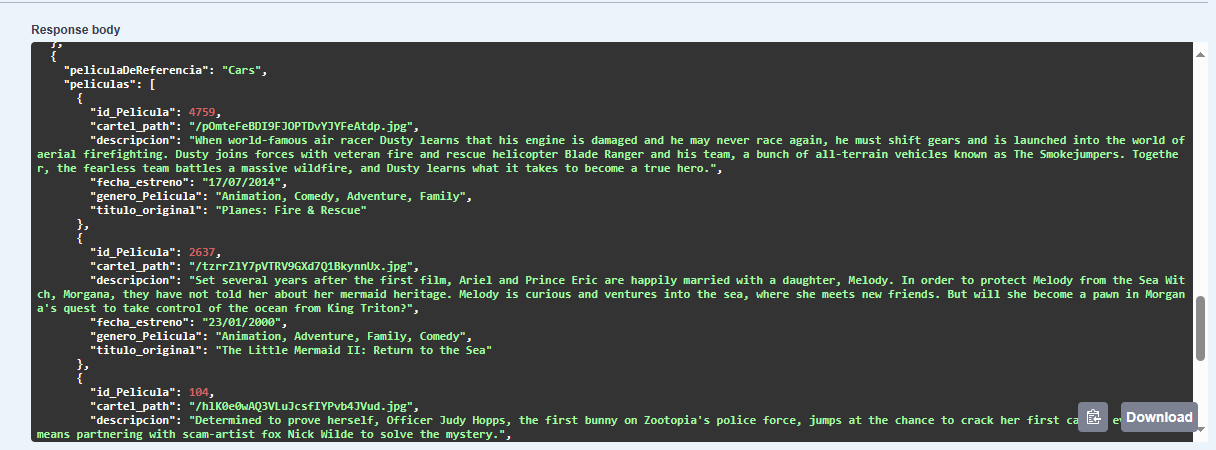 Response body
},
{
"peliculaDeReferencia": "Cars",
"peliculas": [
{
"id_Pelicula": 4759,
"cartel_path": "/pOmteFeBDI9FJOPTDvYJYFeAtdp.jpg",
"descripcion": "When world-famous air racer Dusty learns that his engine is damaged and he may never race again, he must shift gears and is launched into the world of
aerial firefighting. Dusty joins forces with veteran fire and rescue helicopter Blade Ranger and his team, a bunch of all-terrain vehicles known as The Smokejumpers. Togethe
r, the fearless team battles a massive wildfire, and Dusty learns what it takes to become a true hero.",
"fecha_estreno": "17/07/2014",
"genero_Pelicula": "Animation, Comedy, Adventure, Family",
"titulo_original": "Planes: Fire & Rescue"
},
{
"id_Pelicula": 2637,
"cartel_path": "/tzrrZlY7pVTRV9GXd7Q1BkynnUx.jpg",
"descripcion": "Set several years after the first film, Ariel and Prince Eric are happily married with a daughter, Melody. In order to protect Melody from the Sea Wit
ch, Morgana, they have not told her about her mermaid heritage. Melody is curious and ventures into the sea, where she meets new friends. But will she become a pawn in Morgan
a's quest to take control of the ocean from King Triton?",
"fecha_estreno": "23/01/2000",
"genero_Pelicula": "Animation, Adventure, Family, Comedy",
"titulo_original": "The Little Mermaid II: Return to the Sea"
},
{
"id_Pelicula": 104,
"cartel_path": "/hlK0e0wAQ3VLuJcsfIYPvb4JVud.jpg",
"descripcion": "Determined to prove herself, Officer Judy Hopps, the first bunny on Zootopia's police force, jumps at the chance to crack her first
means partnering with scam-artist fox Nick Wilde to solve the mystery.",
Download